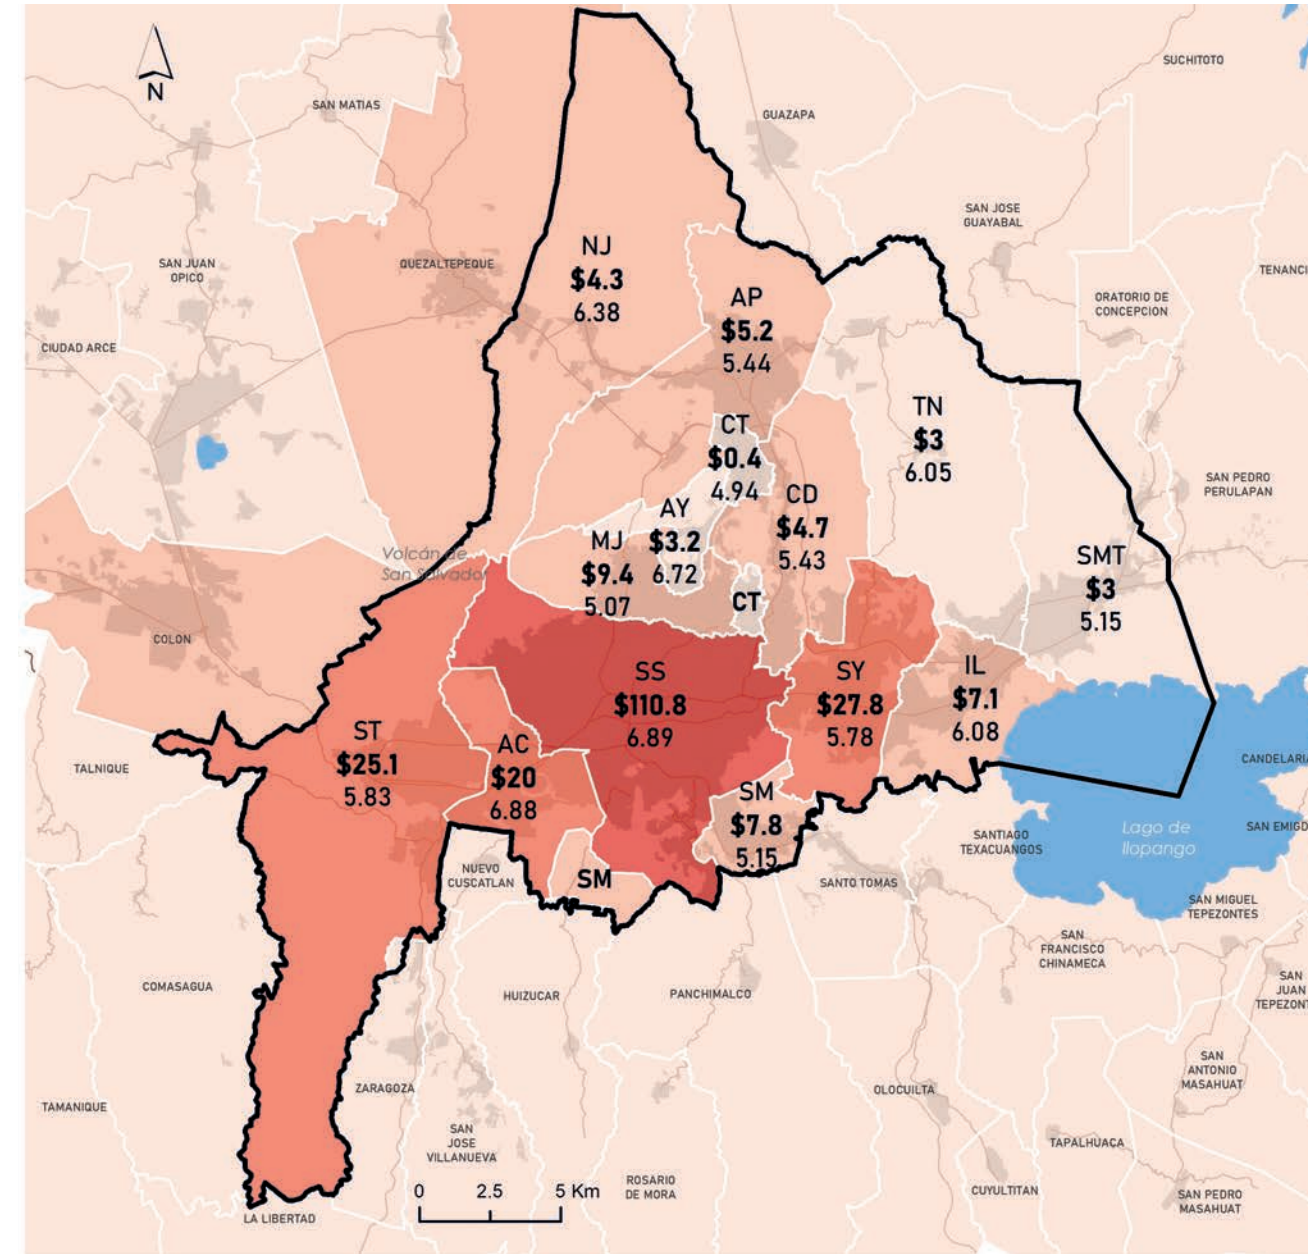 N
SUCHITOTO
SAN MATIAS
GUAZAPA
SAN JOSE
GUAYABAL
SAN JUAN
OPICO
QUEZALTEPEQUE
NJ
$4.3
6.38
TENANCI
AP
$5.2
5.44
ORATORIO DE
CONCEPCION
CIUDAD ARCE
TN
$3
6.05
CT
$0.4
4.94
SAN PEDRO
PERULAPAN
AY
$3.2
6.72
CD
$4.7
5.43
MJ
$9.4
5.07
Volcán de
San Salvador
SMT
$3
5.15
CT
COLON
SS
$110.8
6.89
SY
$27.8
5.78
IL
$7.1
6.08
ST
$25.1
5.83
AC
$20
6.88
TALNIQUE
CANDELARIA
SM
$7.8
5.15
Lago de
Ilopango
SAN EMIGD
SANTIAGO
TEXACUANGOS
NUEVO
CUSCATLAN
SM
SANTO TOMAS
SAN MIGUEL
TEPEZONTES
SAN
FRANCISCO
CHINAMECA
COMASAGUA
HUIZUCAR
PANCHIMALCO
SAN
JUAN
TEPEZONT
ZARAGOZA
OLOCUILTA
SAN
ANTONIO
MASAHUAT
TAMANIQUE
SAN
JOSE
VILLANUEVA
TAPALHUACA
ROSARIO
DE MORA
CUYULTITAN
SAN PEDRO
MASAHUAT
0 2.5 5 Km
LA LIBERTAD